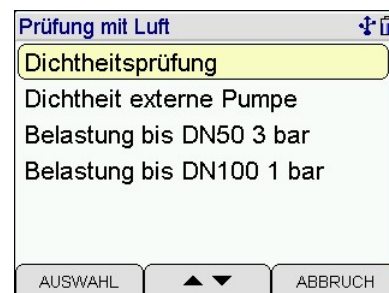 Prüfung mit Luft
Dichtheitsprüfung
Dichtheit externe Pumpe
Belastung bis DN50 3 bar
Belastung bis DN100 1 bar
AUSWAHL ▲ ▼ ABBRUCH